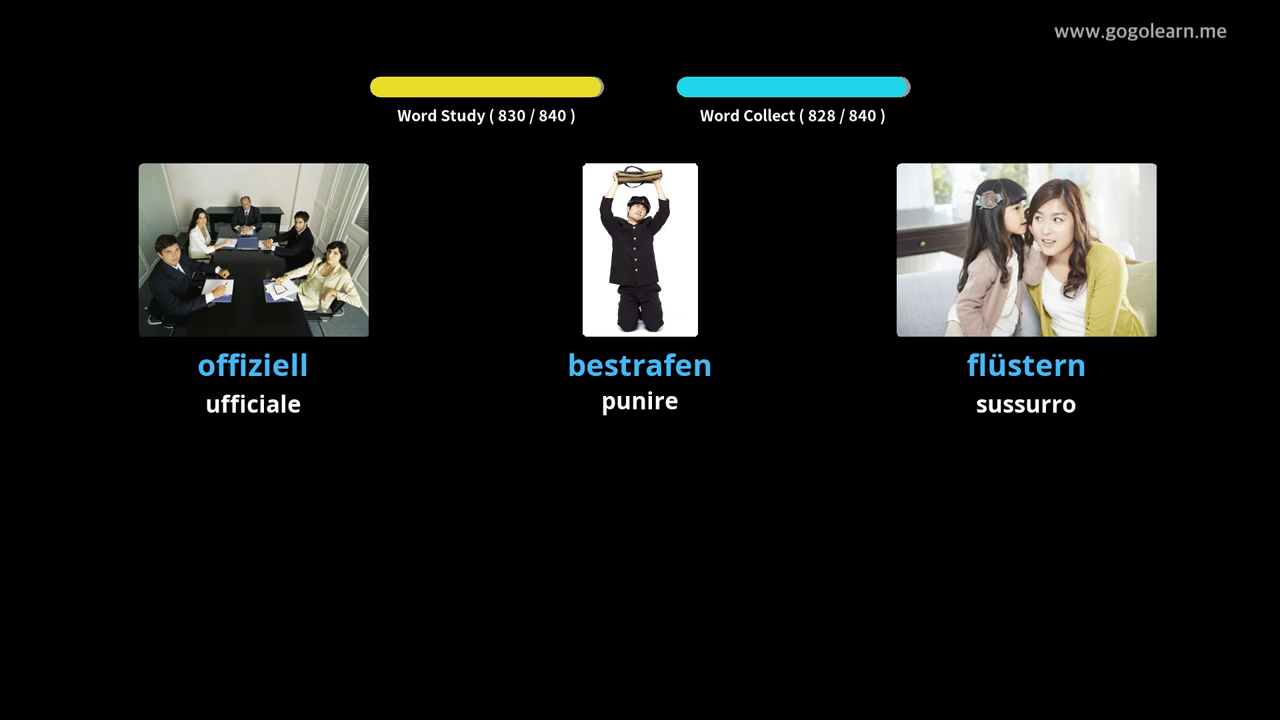 www.gogolearn.me
Word Study ( 830 / 840 )
Word Collect ( 828 / 840 )
offiziell
ufficiale
bestrafen
punire
flüstern
sussurro